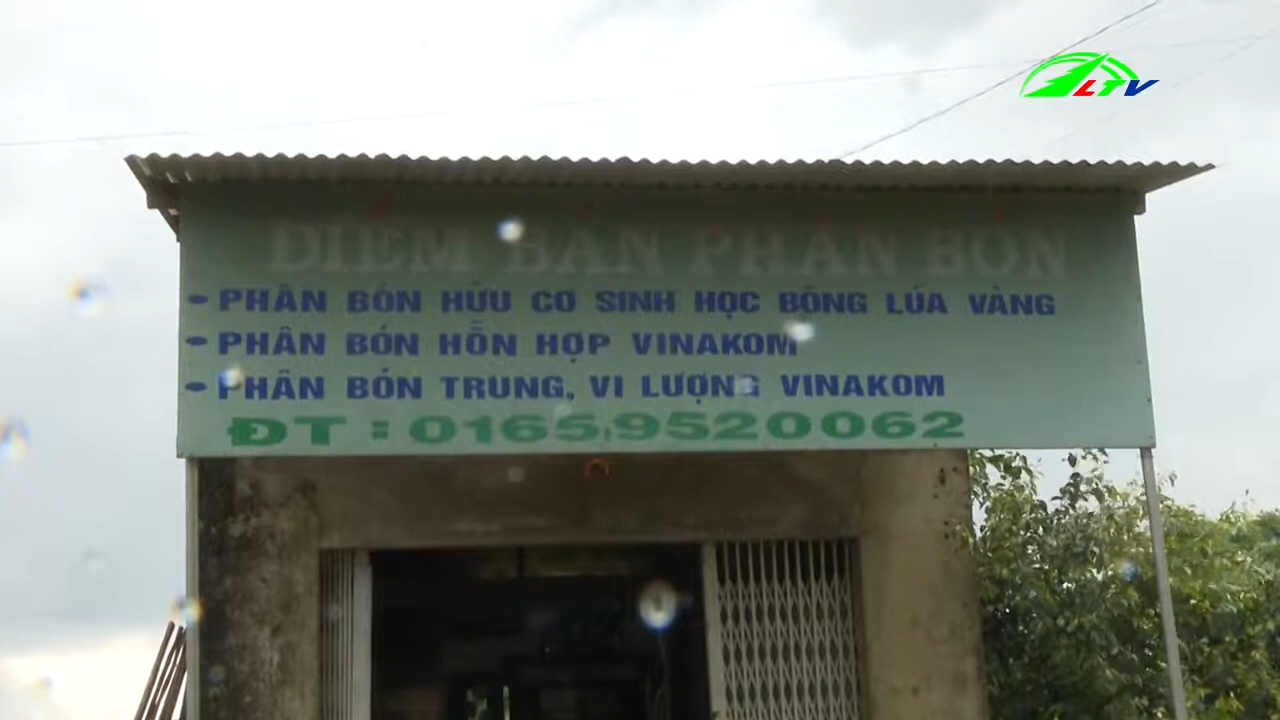 LTV
ĐIỂM BÁN PHÂN BÓN
- PHÂN BÓN HỮU CƠ SINH HỌC BÔNG LÚA VÀNG
- PHÂN BÓN HỖN HỢP VINAKOM
- PHÂN BÓN TRUNG, VI LƯỢNG VINAKOM
ĐT : 0165.9520062